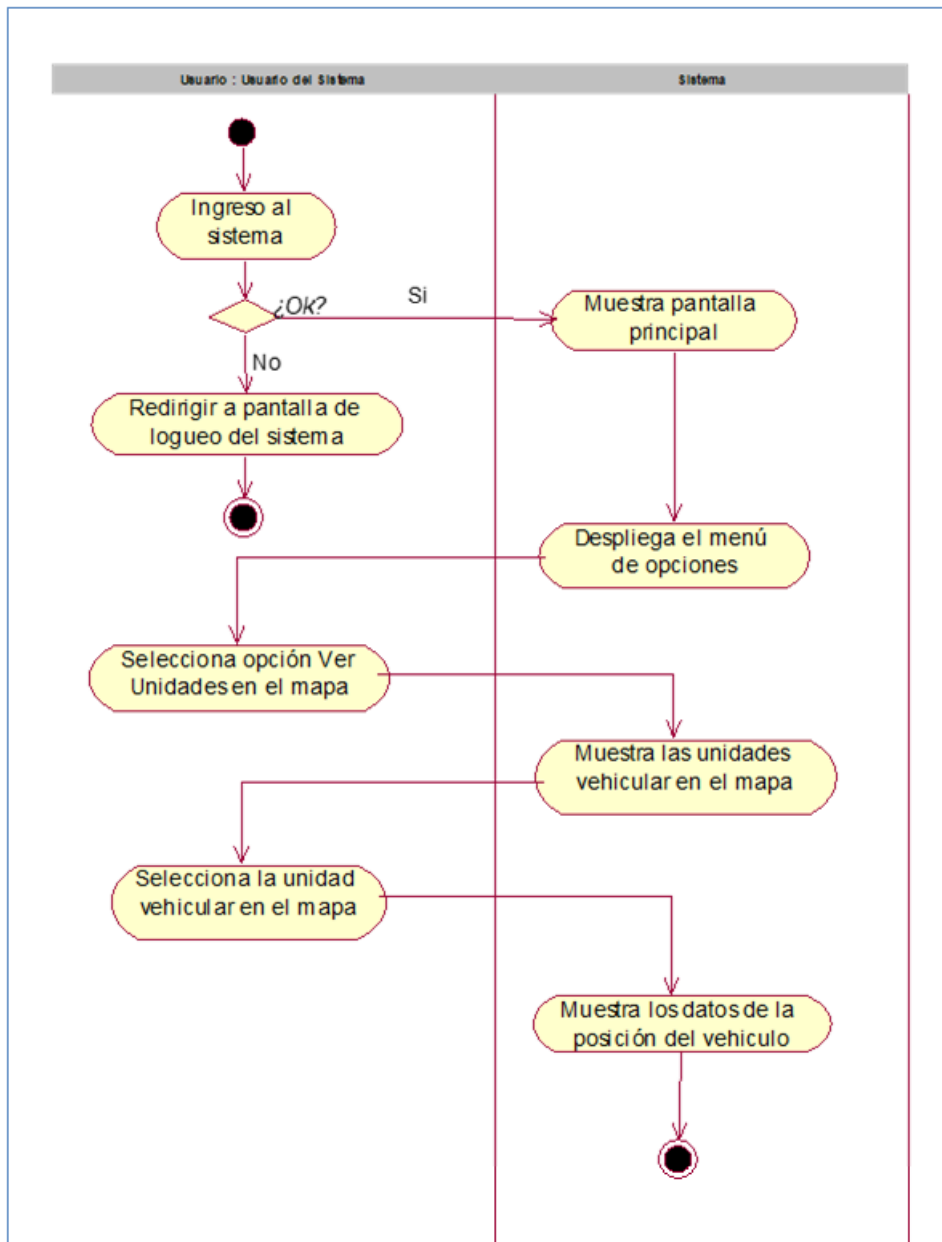 Usuario : Usuario del Sistema
Sistema
Ingreso al
sistema
¿Ok?
Si
Muestra pantalla
principal
No
Redirigir a pantalla de
logueo del sistema
Despliega el menú
de opciones
Selecciona opción Ver
Unidades en el mapa
Muestra las unidades
vehicular en el mapa
Selecciona la unidad
vehicular en el mapa
Muestra los datos de la
posición del vehiculo